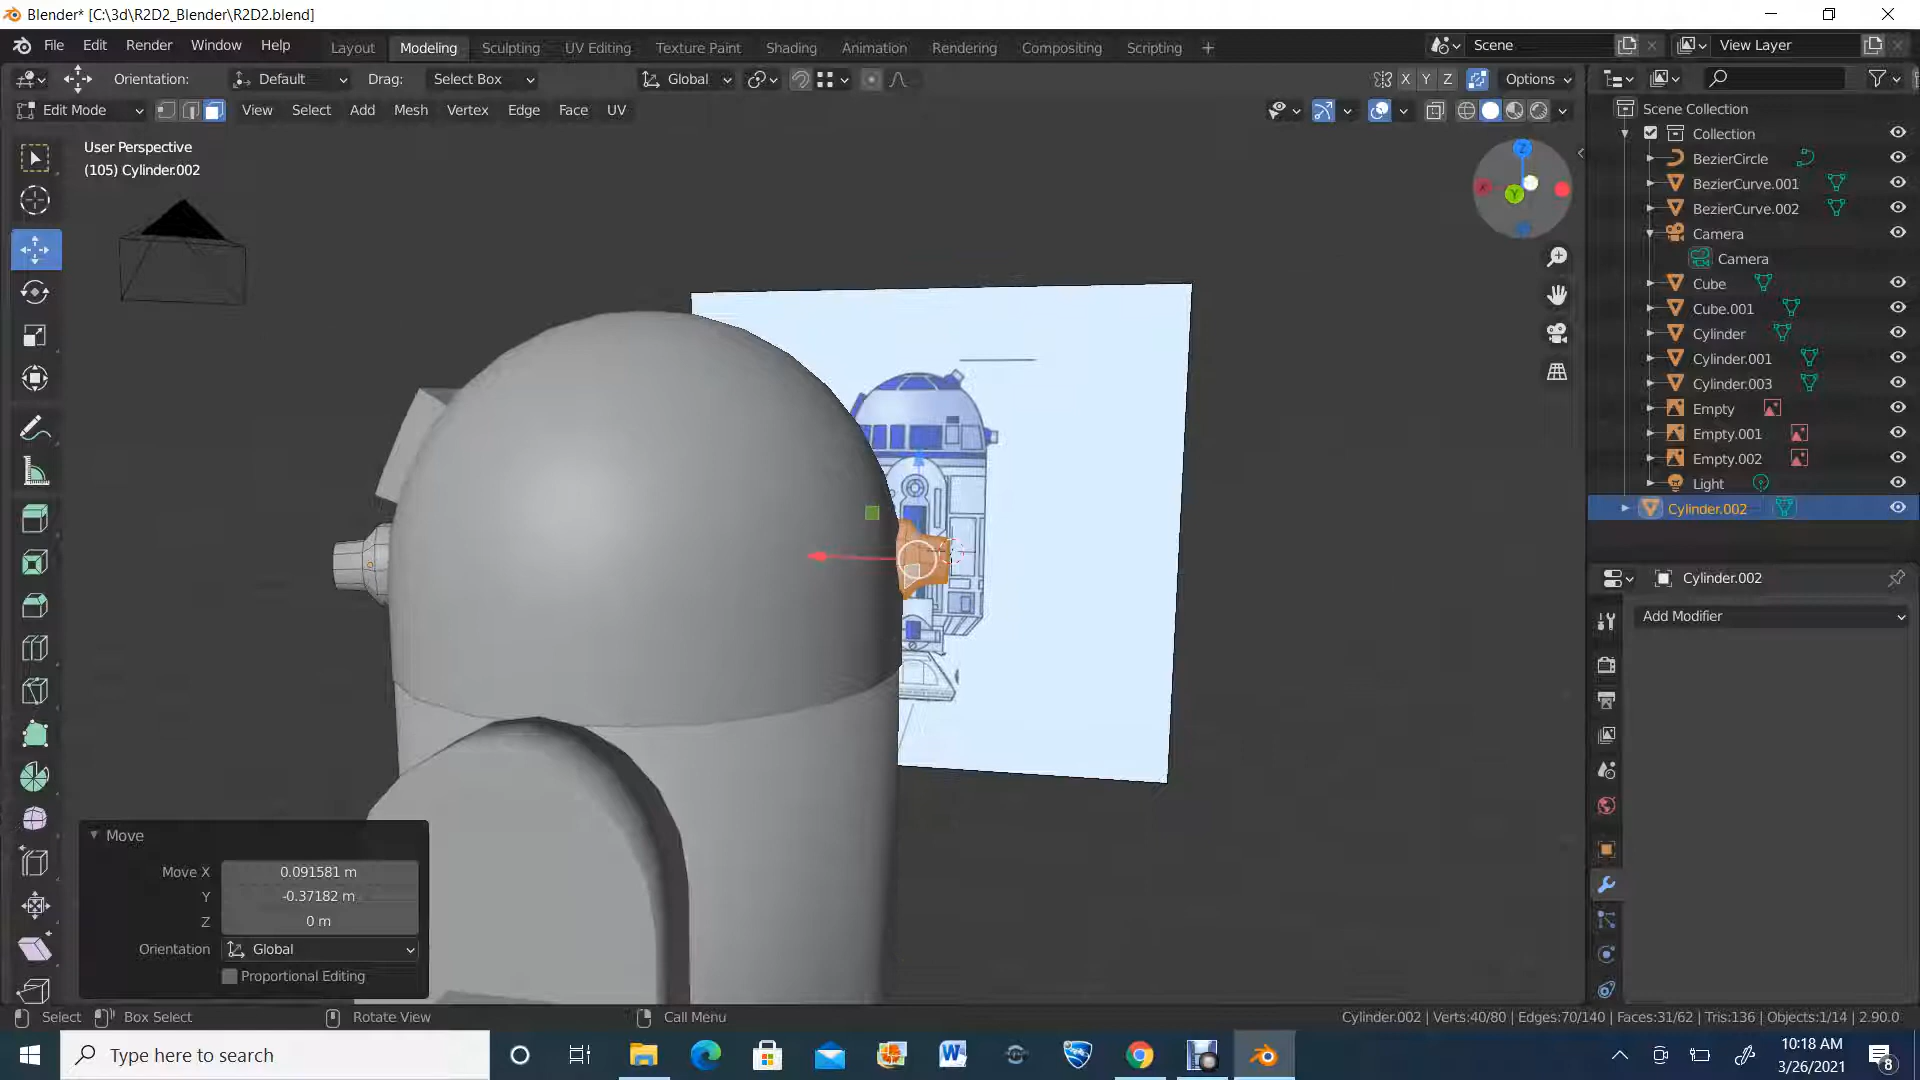 Blender* [C:\3d\R2D2_Blender\R2D2.blend]
File Edit Render Window Help
Layout Modeling Sculpting UV Editing Texture Paint Shading Animation Rendering Compositing Scripting +
Scene
View Layer
Orientation: Default Drag: Select Box Global X Y Z Options
Edit Mode View Select Add Mesh Vertex Edge Face UV
User Perspective
(105) Cylinder.002
Z
X
Y
Scene Collection
Collection
BezierCircle
BezierCurve.001
BezierCurve.002
Camera
Camera
Cube
Cube.001
Cylinder
Cylinder.001
Cylinder.003
Empty
Empty.001
Empty.002
Light
Cylinder.002
Cylinder.002
Add Modifier
Move
Move X 0.091581 m
Y -0.37182 m
Z 0 m
Orientation Global
Proportional Editing
Select Box Select Rotate View Call Menu
Cylinder.002 | Verts:40/80 | Edges:70/140 | Faces:31/62 | Tris:136 | Objects:1/14 | 2.90.0
Type here to search
10:18 AM
3/26/2021
8